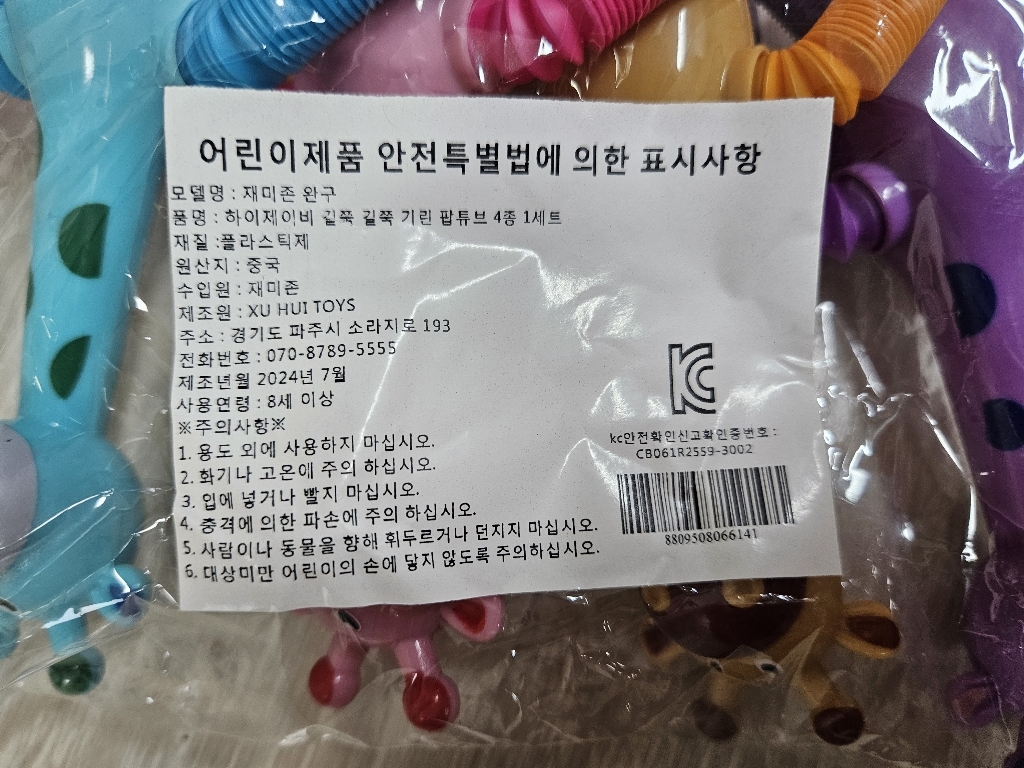 어린이제품 안전특별법에 의한 표시사항
모델명 : 재미존 완구
품명 : 하이제이비 길쭉 길쭉 기린 팝튜브 4종 1세트
재질 :플라스틱제
원산지 : 중국
수입원 : 재미존
제조원 : XU HUI TOYS
주소 : 경기도 파주시 소라지로 193
전화번호 : 070-8789-5555
제조년월 2024년 7월
사용연령 : 8세 이상
※주의사항※
1. 용도 외에 사용하지 마십시오.
2. 화기나 고온에 주의 하십시오.
3. 입에 넣거나 빨지 마십시오.
4. 충격에 의한 파손에 주의 하십시오.
5. 사람이나 동물을 향해 휘두르거나 던지지 마십시오.
6. 대상미만 어린이의 손에 닿지 않도록 주의하십시오.
KC
kc안전확인신고확인증번호 :
CB061R2559-3002
8809508066141